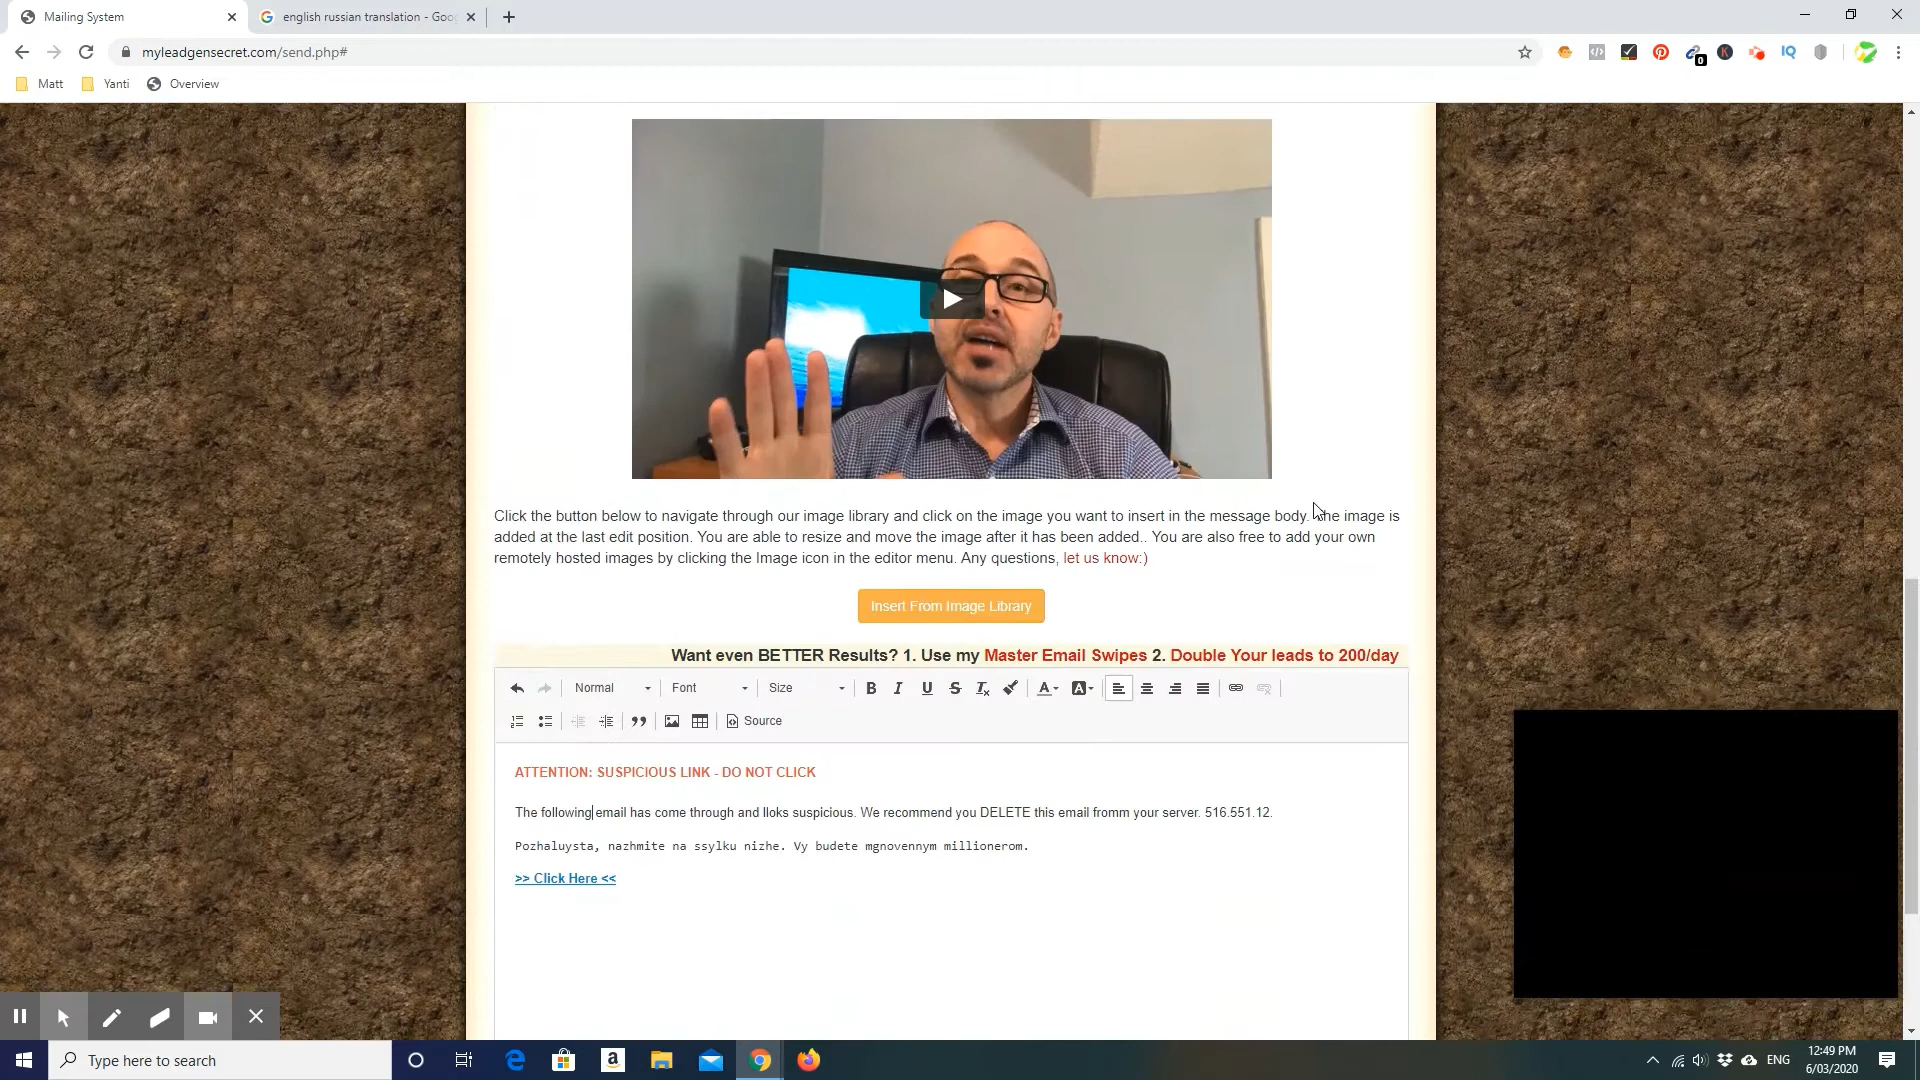 Mailing System
english russian translation - Goo
myleadgensecret.com/send.php#
0
IQ
Matt
Yanti
Overview
Click the button below to navigate through our image library and click on the image you want to insert in the message body. The image is
added at the last edit position. You are able to resize and move the image after it has been added.. You are also free to add your own
remotely hosted images by clicking the Image icon in the editor menu. Any questions, let us know:)
Insert From Image Library
Want even BETTER Results? 1. Use my Master Email Swipes 2. Double Your leads to 200/day
Normal
Font
Size
Source
ATTENTION: SUSPICIOUS LINK - DO NOT CLICK
The following email has come through and lloks suspicious. We recommend you DELETE this email fromm your server. 516.551.12.
Pozhaluysta, nazhmite na ssylku nizhe. Vy budete mgnovennym millionerom.
>> Click Here <<
Type here to search
ENG
12:49 PM
6/03/2020